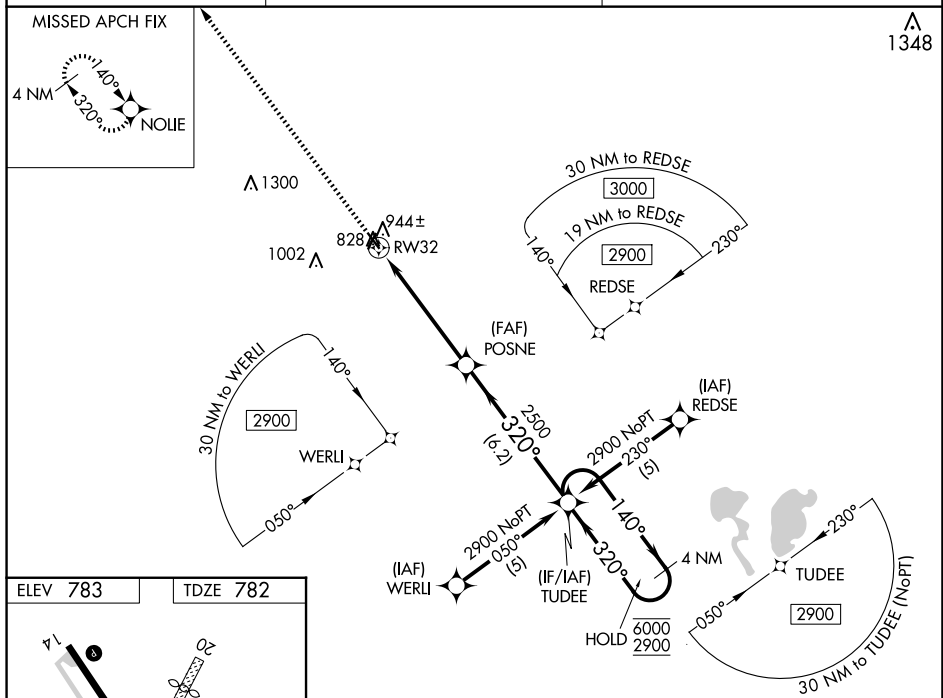 MISSED APCH FIX
4 NM
140°
320°
NOLIE
1348
1300
944±
828
RW32
1002
30 NM to REDSE
3000
19 NM to REDSE
2900
140°
230°
REDSE
(FAF)
POSNE
30 NM to WERLI
140°
2900
WERLI
050°
2500
320°
(6.2)
(IAF)
REDSE
2900 NoPT
230°
(5)
2900 NoPT
050°
(5)
(IAF)
WERLI
(IF/IAF)
TUDEE
140°
320°
4 NM
HOLD
6000
2900
230°
TUDEE
050°
2900
30 NM to TUDEE (NoPT)
ELEV 783
TDZE 782
14
P
20